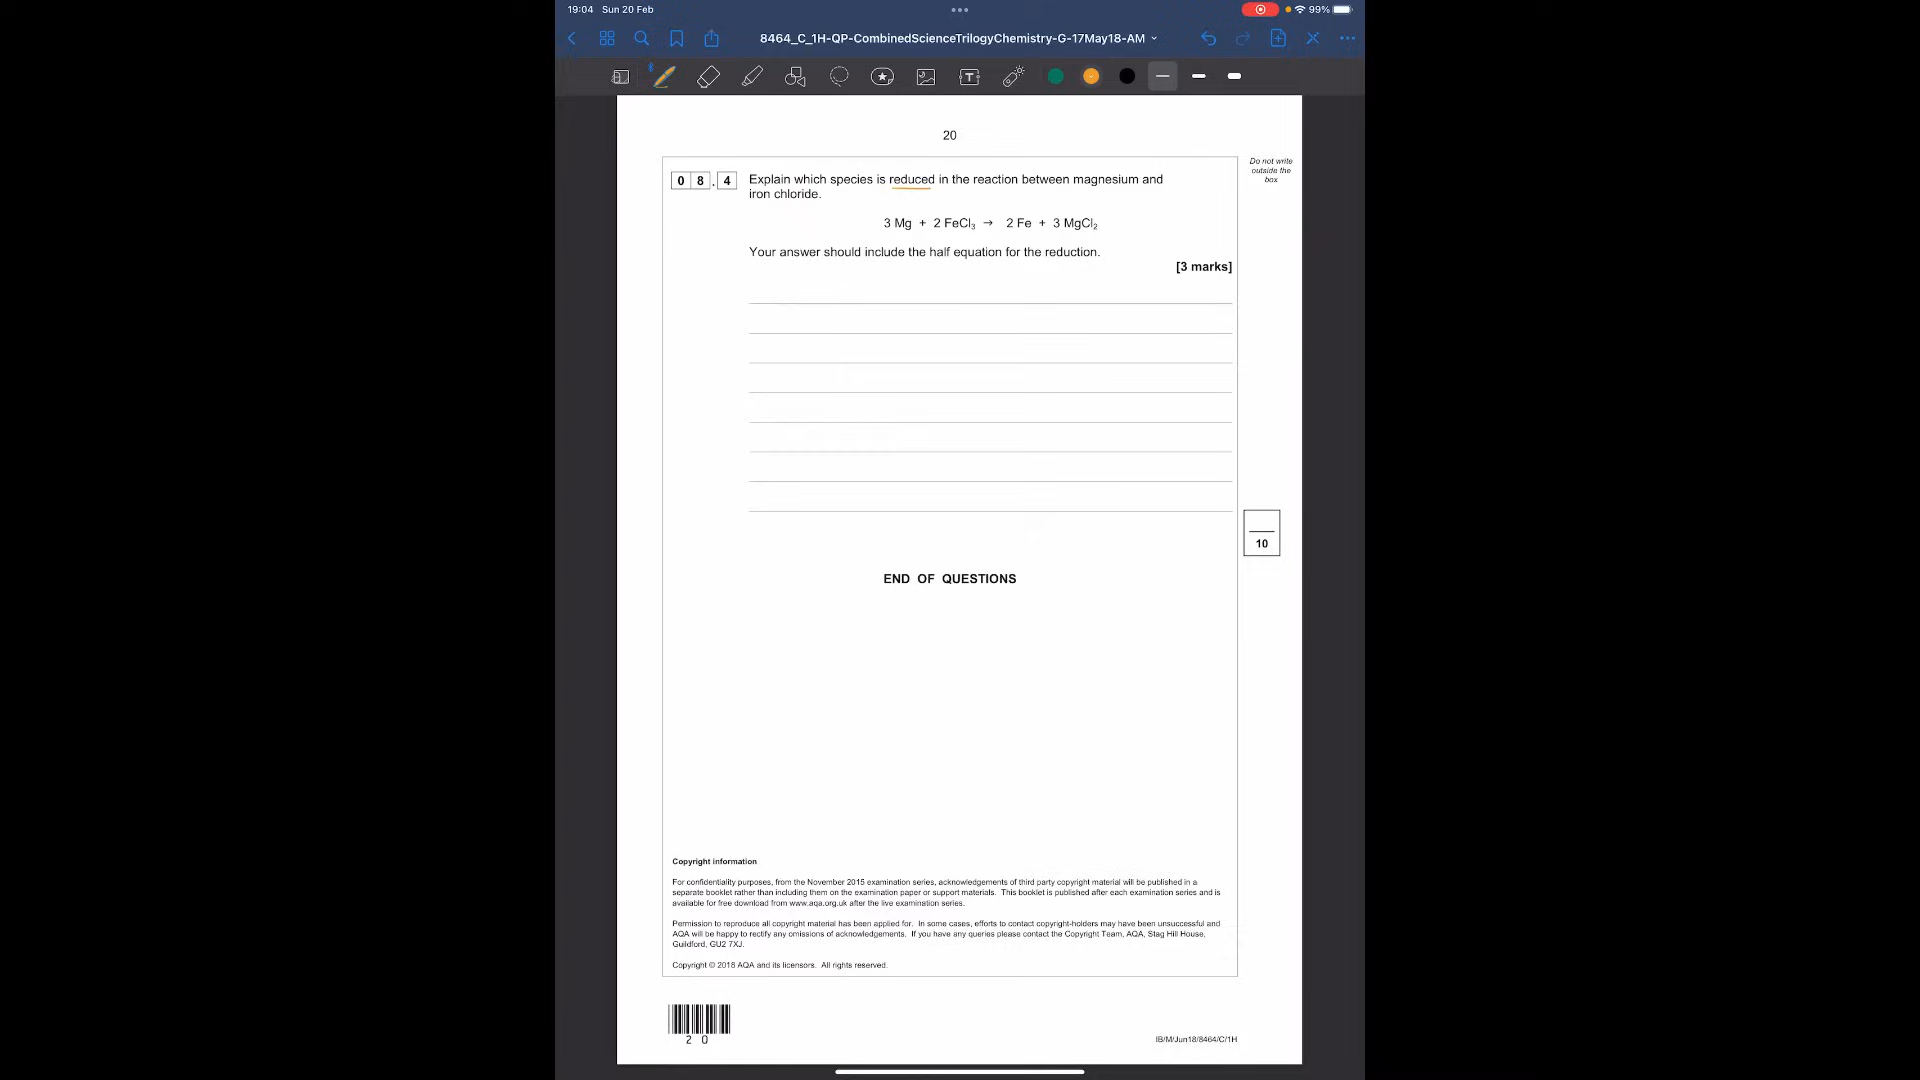 19:04 Sun 20 Feb
99%
8464_C_1H-QP-CombinedScienceTrilogyChemistry-G-17May18-AM
20
Do not write
outside the
box
0 8 . 4 Explain which species is reduced in the reaction between magnesium and
iron chloride.
3 Mg + 2 FeCl₃ → 2 Fe + 3 MgCl₂
Your answer should include the half equation for the reduction.
[3 marks]
10
END OF QUESTIONS
Copyright information
For confidentiality purposes, from the November 2015 examination series, acknowledgements of third party copyright material will be published in a
separate booklet rather than including them on the examination paper or support materials. This booklet is published after each examination series and is
available for free download from www.aqa.org.uk after the live examination series.
Permission to reproduce all copyright material has been applied for. In some cases, efforts to contact copyright-holders may have been unsuccessful and
AQA will be happy to rectify any omissions of acknowledgements. If you have any queries please contact the Copyright Team, AQA, Stag Hill House,
Guildford, GU2 7XJ.
Copyright © 2018 AQA and its licensors. All rights reserved.
2 0
IB/M/Jun18/8464/C/1H